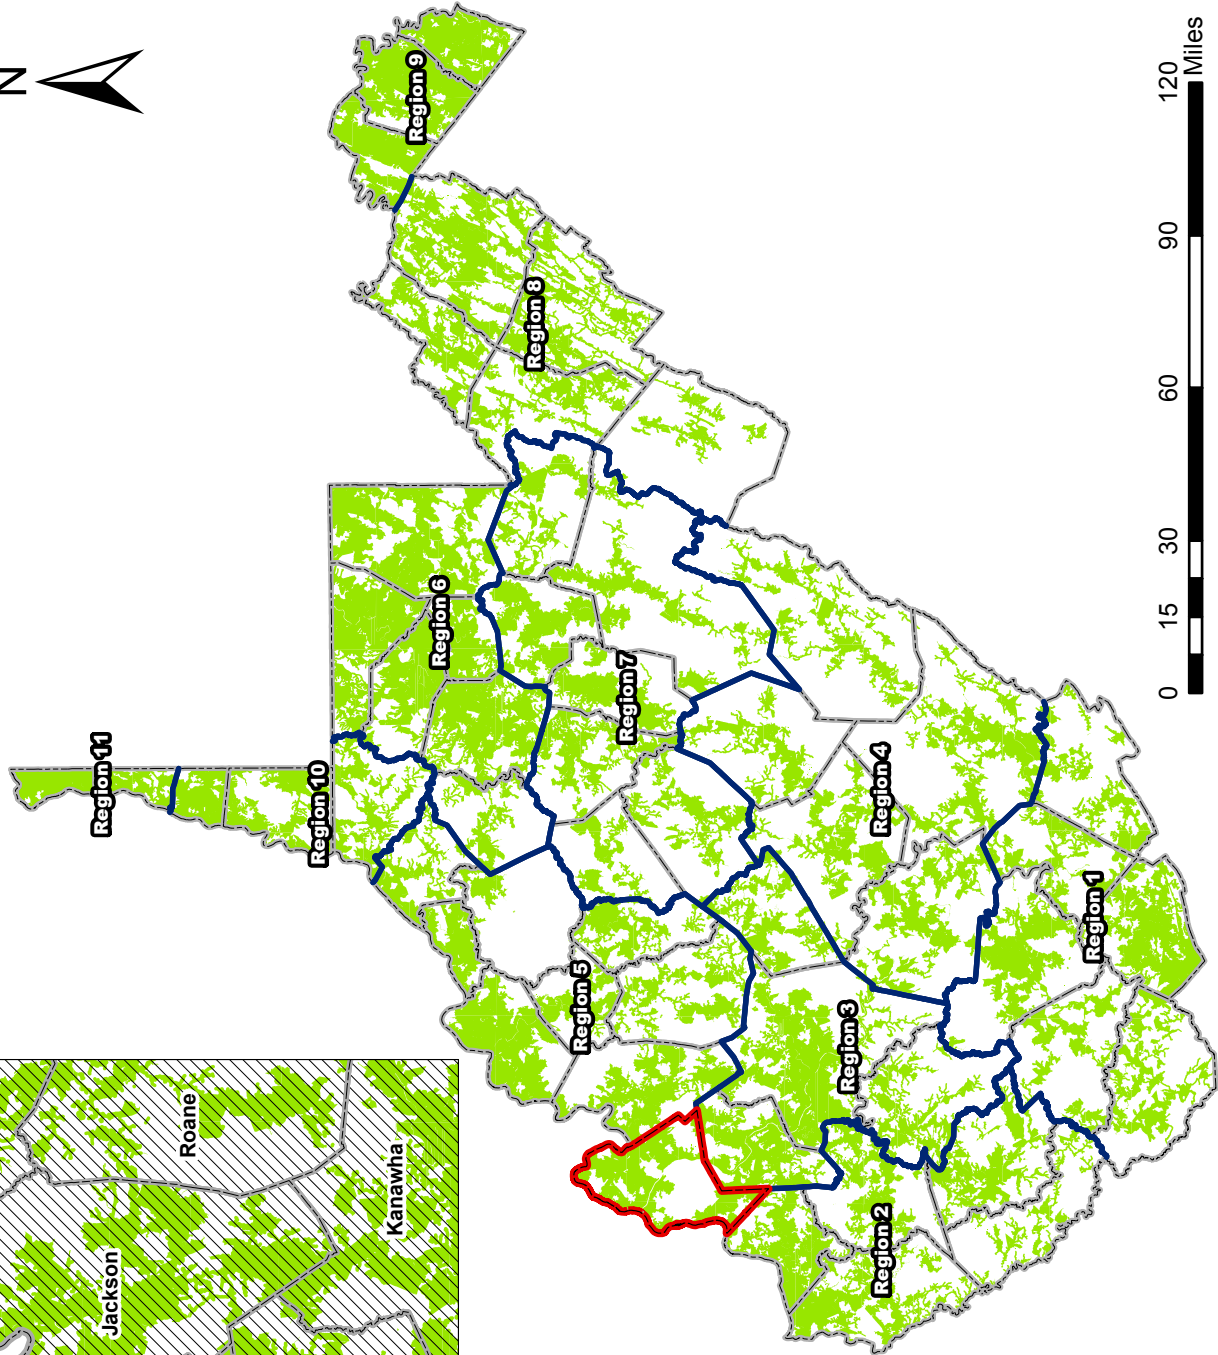 N
Region 9
Region 8
Region 11
Region 6
Region 10
Region 7
Region 4
Region 5
Region 1
Region 3
Region 2
Roane
Jackson
Kanawha
0 15 30 60 90 120
Miles